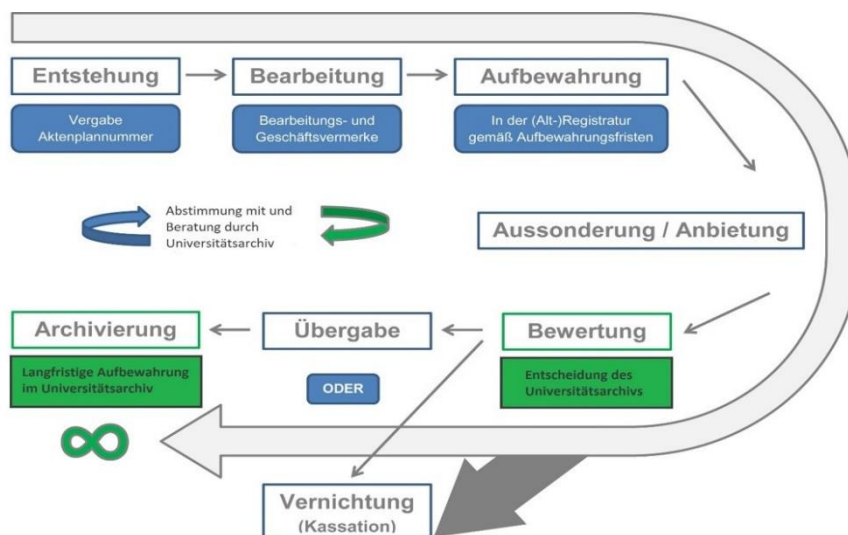 Entstehung
Bearbeitung
Aufbewahrung
Vergabe
Aktenplannummer
Bearbeitungs- und
Geschäftsvermerke
In der (Alt-)Registratur
gemäß Aufbewahrungsfristen
Abstimmung mit und
Beratung durch
Universitätsarchiv
Aussonderung / Anbietung
Archivierung
Übergabe
Bewertung
Langfristige Aufbewahrung
im Universitätsarchiv
ODER
Entscheidung des
Universitätsarchivs
Vernichtung
(Kassation)